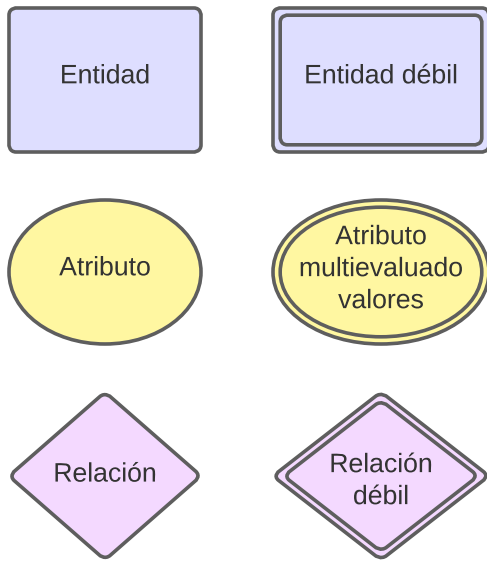 Entidad
Entidad débil
Atributo
Atributo
multievaluado
valores
Relación
Relación
débil